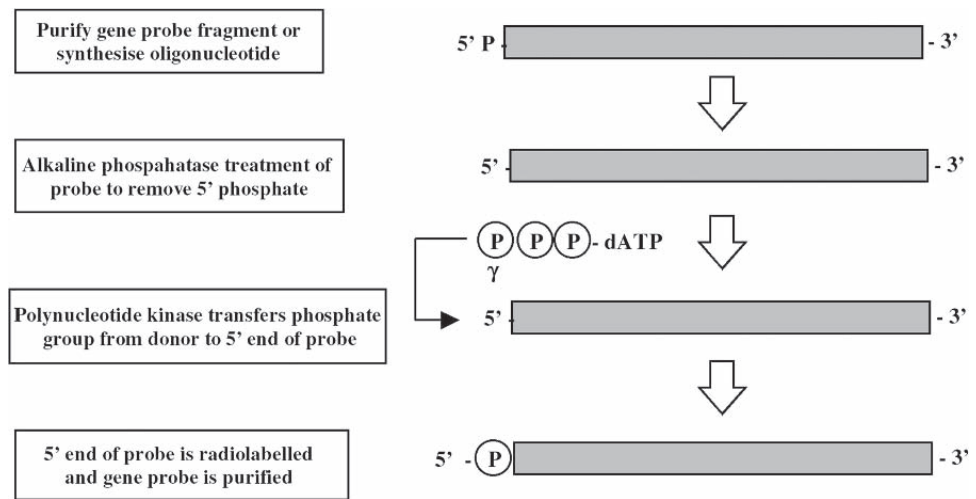 Purify gene probe fragment or
synthesise oligonucleotide
5’ P
- 3’
Alkaline phospahatase treatment of
probe to remove 5’ phosphate
5’ -
- 3’
P P P - dATP
γ
Polynucleotide kinase transfers phosphate
group from donor to 5’ end of probe
5’ -
- 3’
5’ end of probe is radiolabelled
and gene probe is purified
5’ - P
- 3’